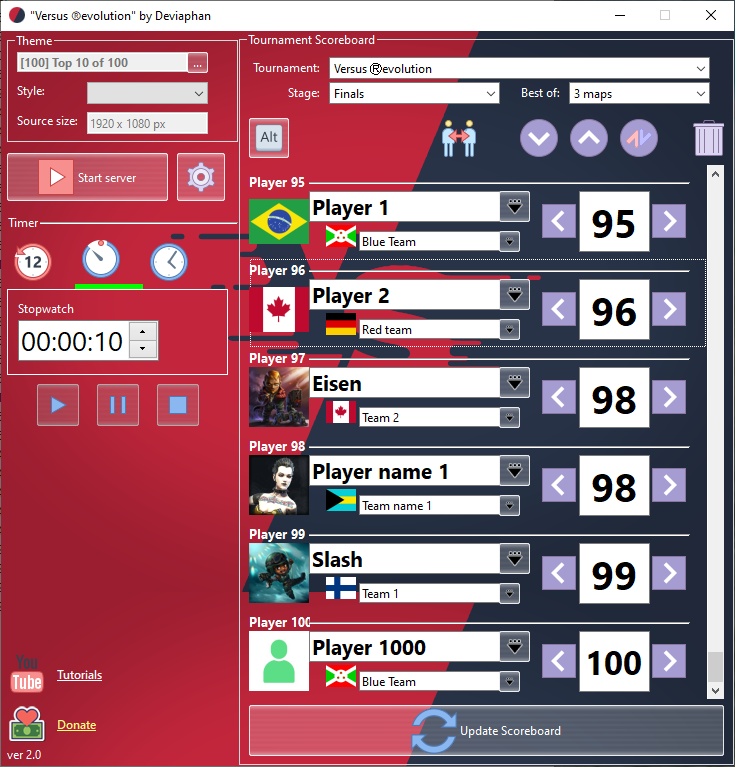 "Versus ®evolution" by Deviaphan
Theme
[100] Top 10 of 100
...
Style:
Source size:
1920 x 1080 px
Start server
Timer
12
Stopwatch
00:00:10
You
Tube
Tutorials
Donate
ver 2.0
Tournament Scoreboard
Tournament:
Versus ®evolution
Stage:
Finals
Best of:
3 maps
Alt
Player 95
Player 1
Blue Team
95
Player 96
Player 2
Red team
96
Player 97
Eisen
Team 2
98
Player 98
Player name 1
Team name 1
98
Player 99
Slash
Team 1
99
Player 100
Player 1000
Blue Team
100
Update Scoreboard